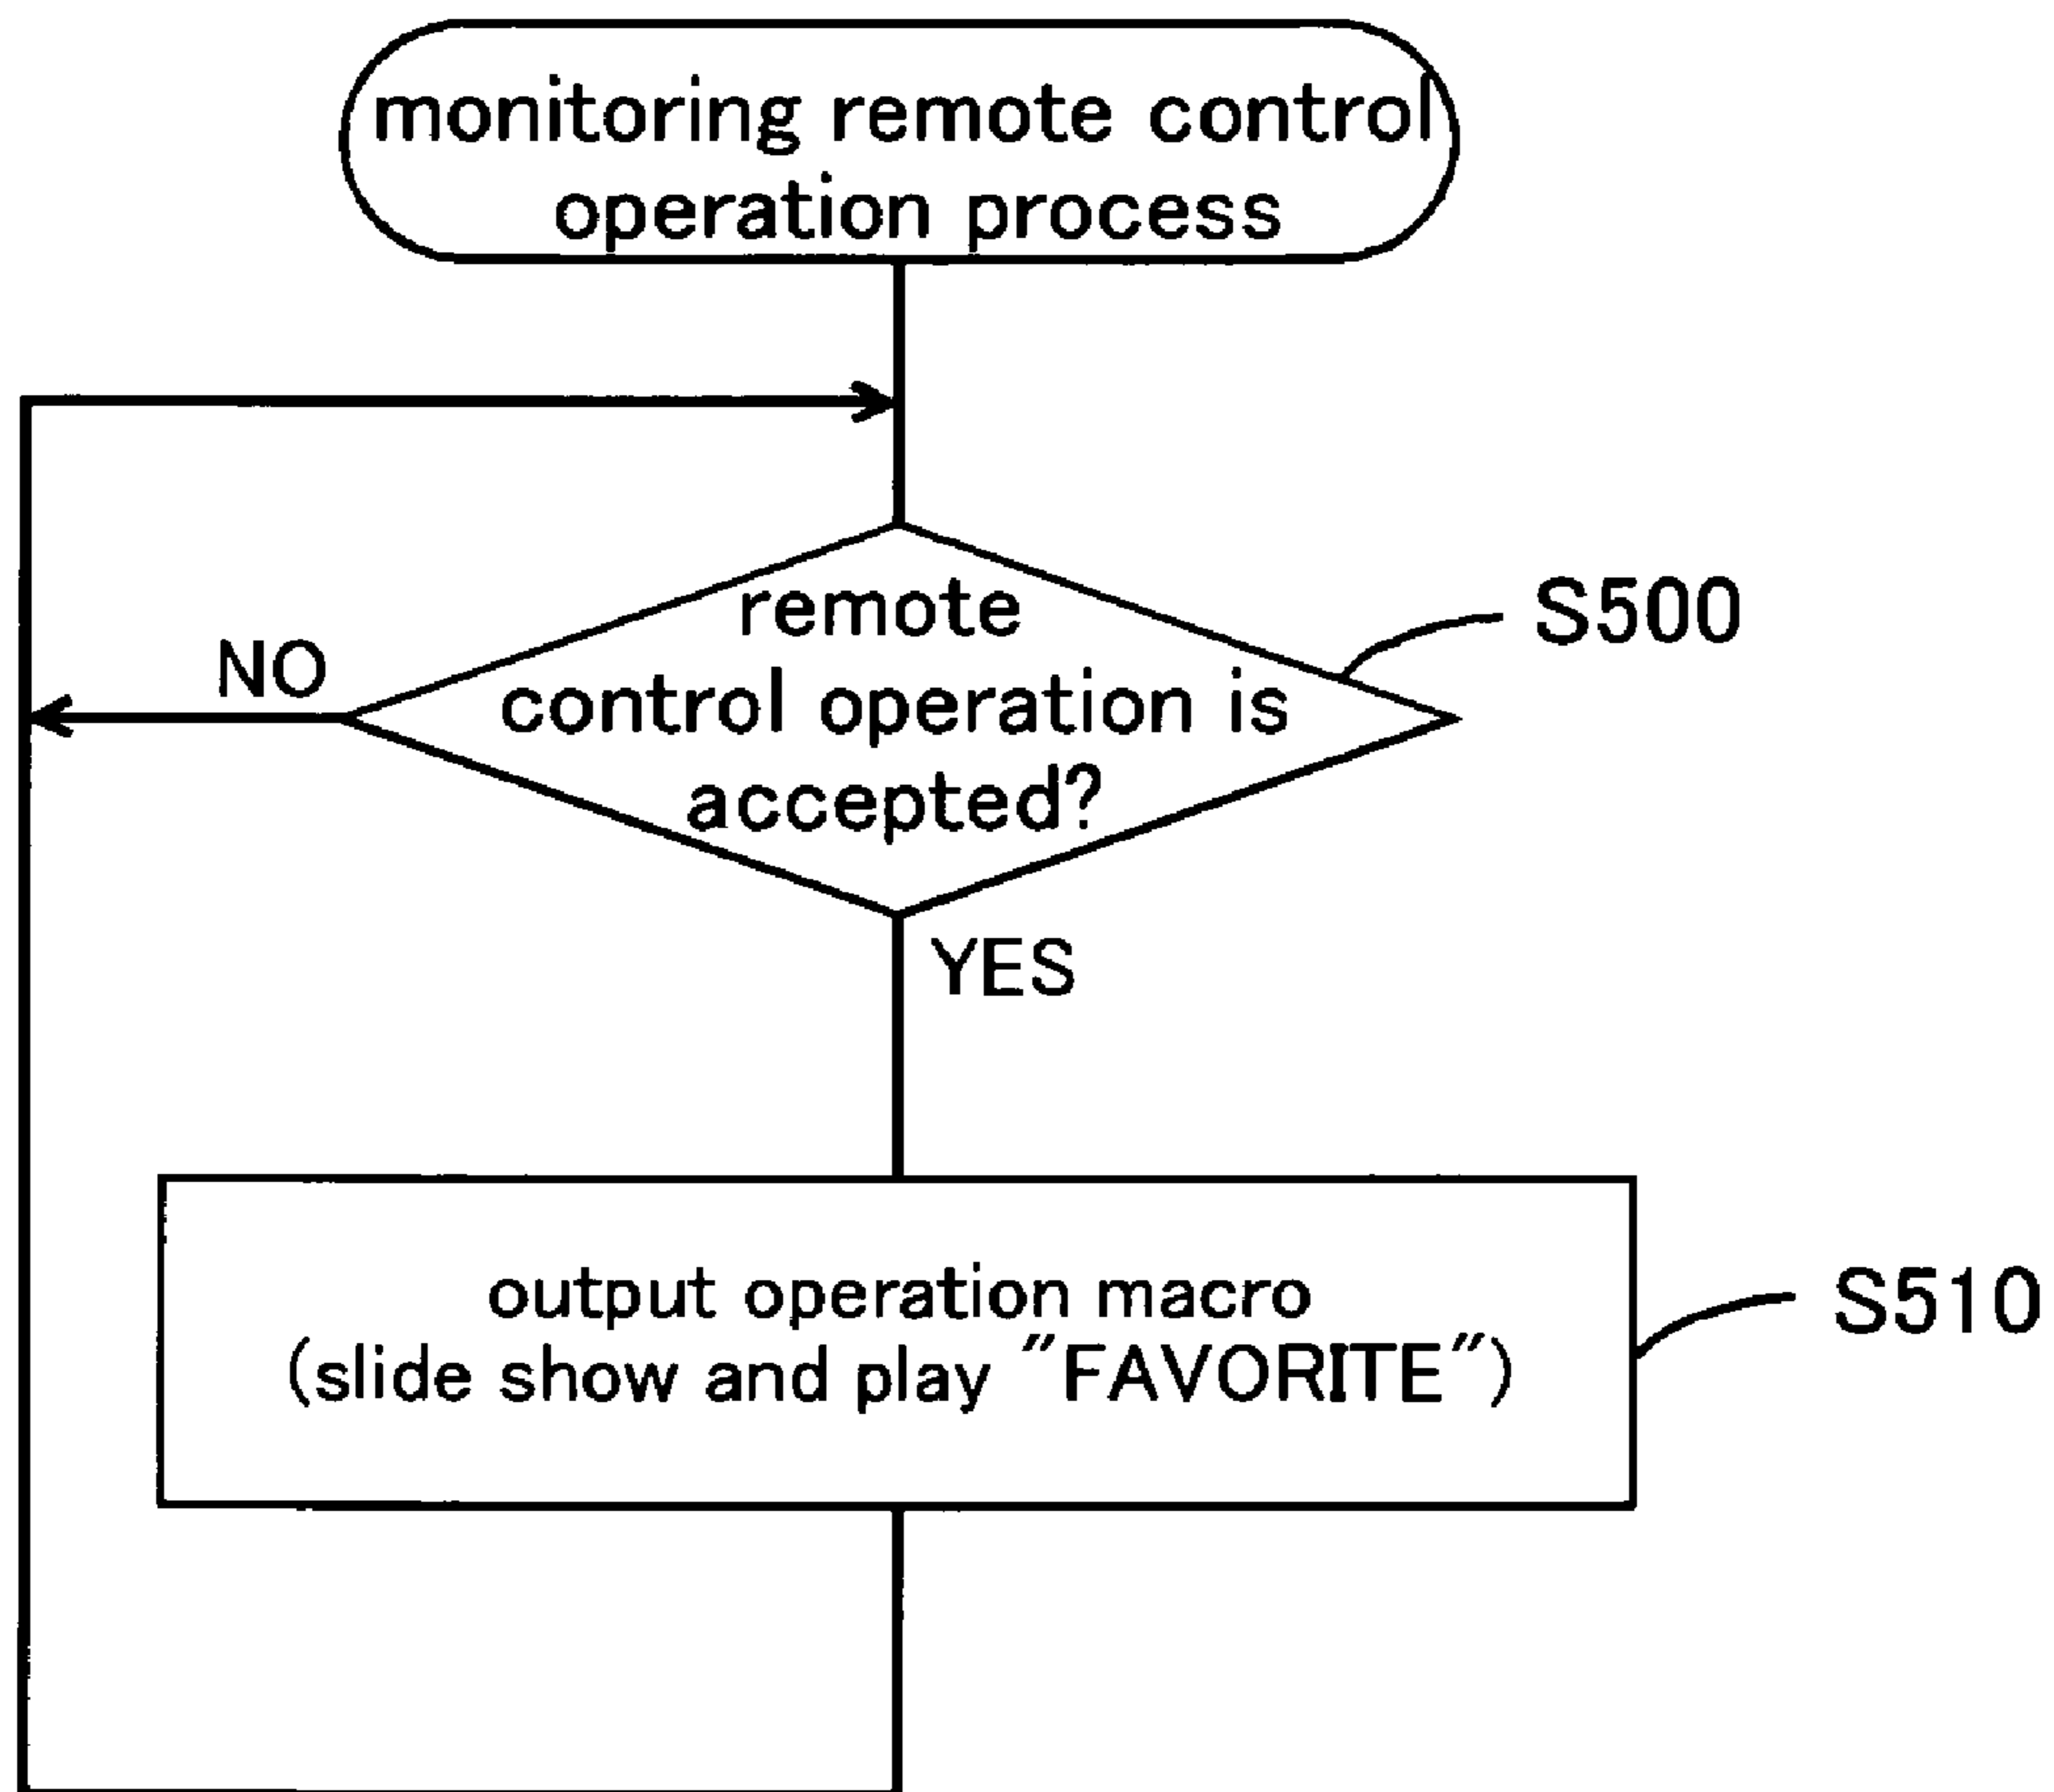 monitoring remote control
operation process
remote
control operation is
accepted?
S500
NO
YES
output operation macro
(slide show and play "FAVORITE")
S510